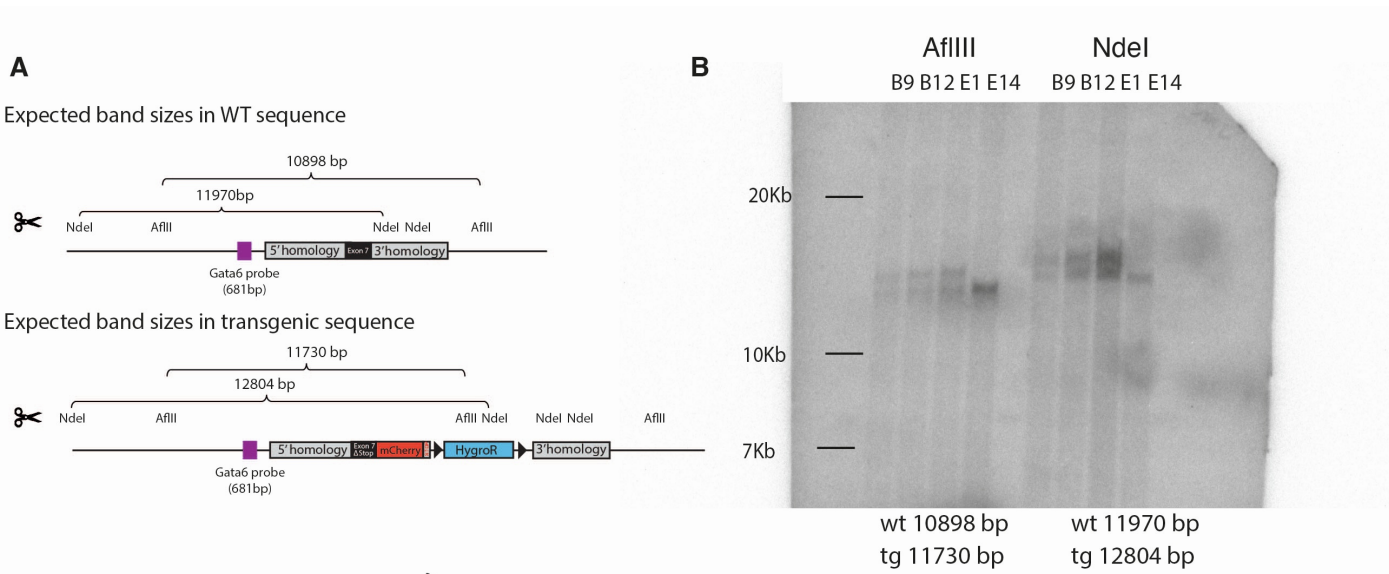 A
Expected band sizes in WT sequence
10898 bp
11970bp
NdeI AflII NdeI NdeI AflII
5'homology Exon 7 3'homology
Gata6 probe
(681bp)
Expected band sizes in transgenic sequence
11730 bp
12804 bp
NdeI AflII AflII NdeI NdeI NdeI AflII
5'homology Exon 7 ΔStop mCherry HygroR 3'homology
Gata6 probe
(681bp)
B
AflIII NdeI
B9 B12 E1 E14 B9 B12 E1 E14
20Kb
10Kb
7Kb
wt 10898 bp wt 11970 bp
tg 11730 bp tg 12804 bp